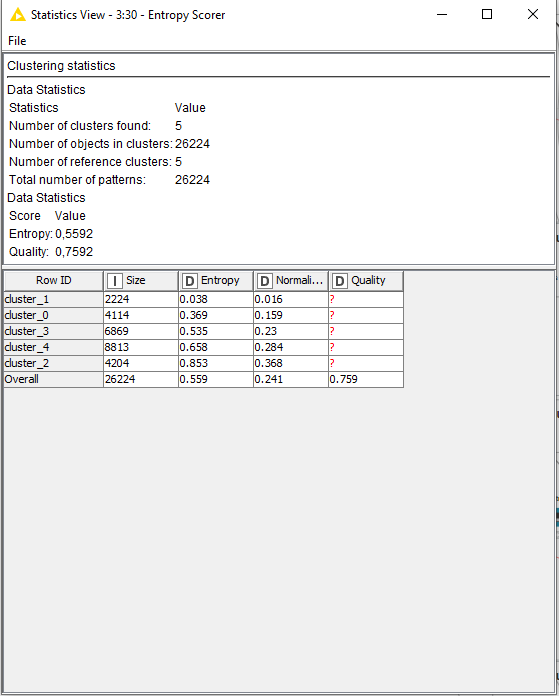 Statistics View - 3:30 - Entropy Scorer
File
Clustering statistics
Data Statistics
Statistics Value
Number of clusters found: 5
Number of objects in clusters: 26224
Number of reference clusters: 5
Total number of patterns: 26224
Data Statistics
Score Value
Entropy: 0,5592
Quality: 0,7592
Row ID I Size D Entropy D Normali... D Quality
cluster_1 2224 0.038 0.016 ?
cluster_0 4114 0.369 0.159 ?
cluster_3 6869 0.535 0.23 ?
cluster_4 8813 0.658 0.284 ?
cluster_2 4204 0.853 0.368 ?
Overall 26224 0.559 0.241 0.759